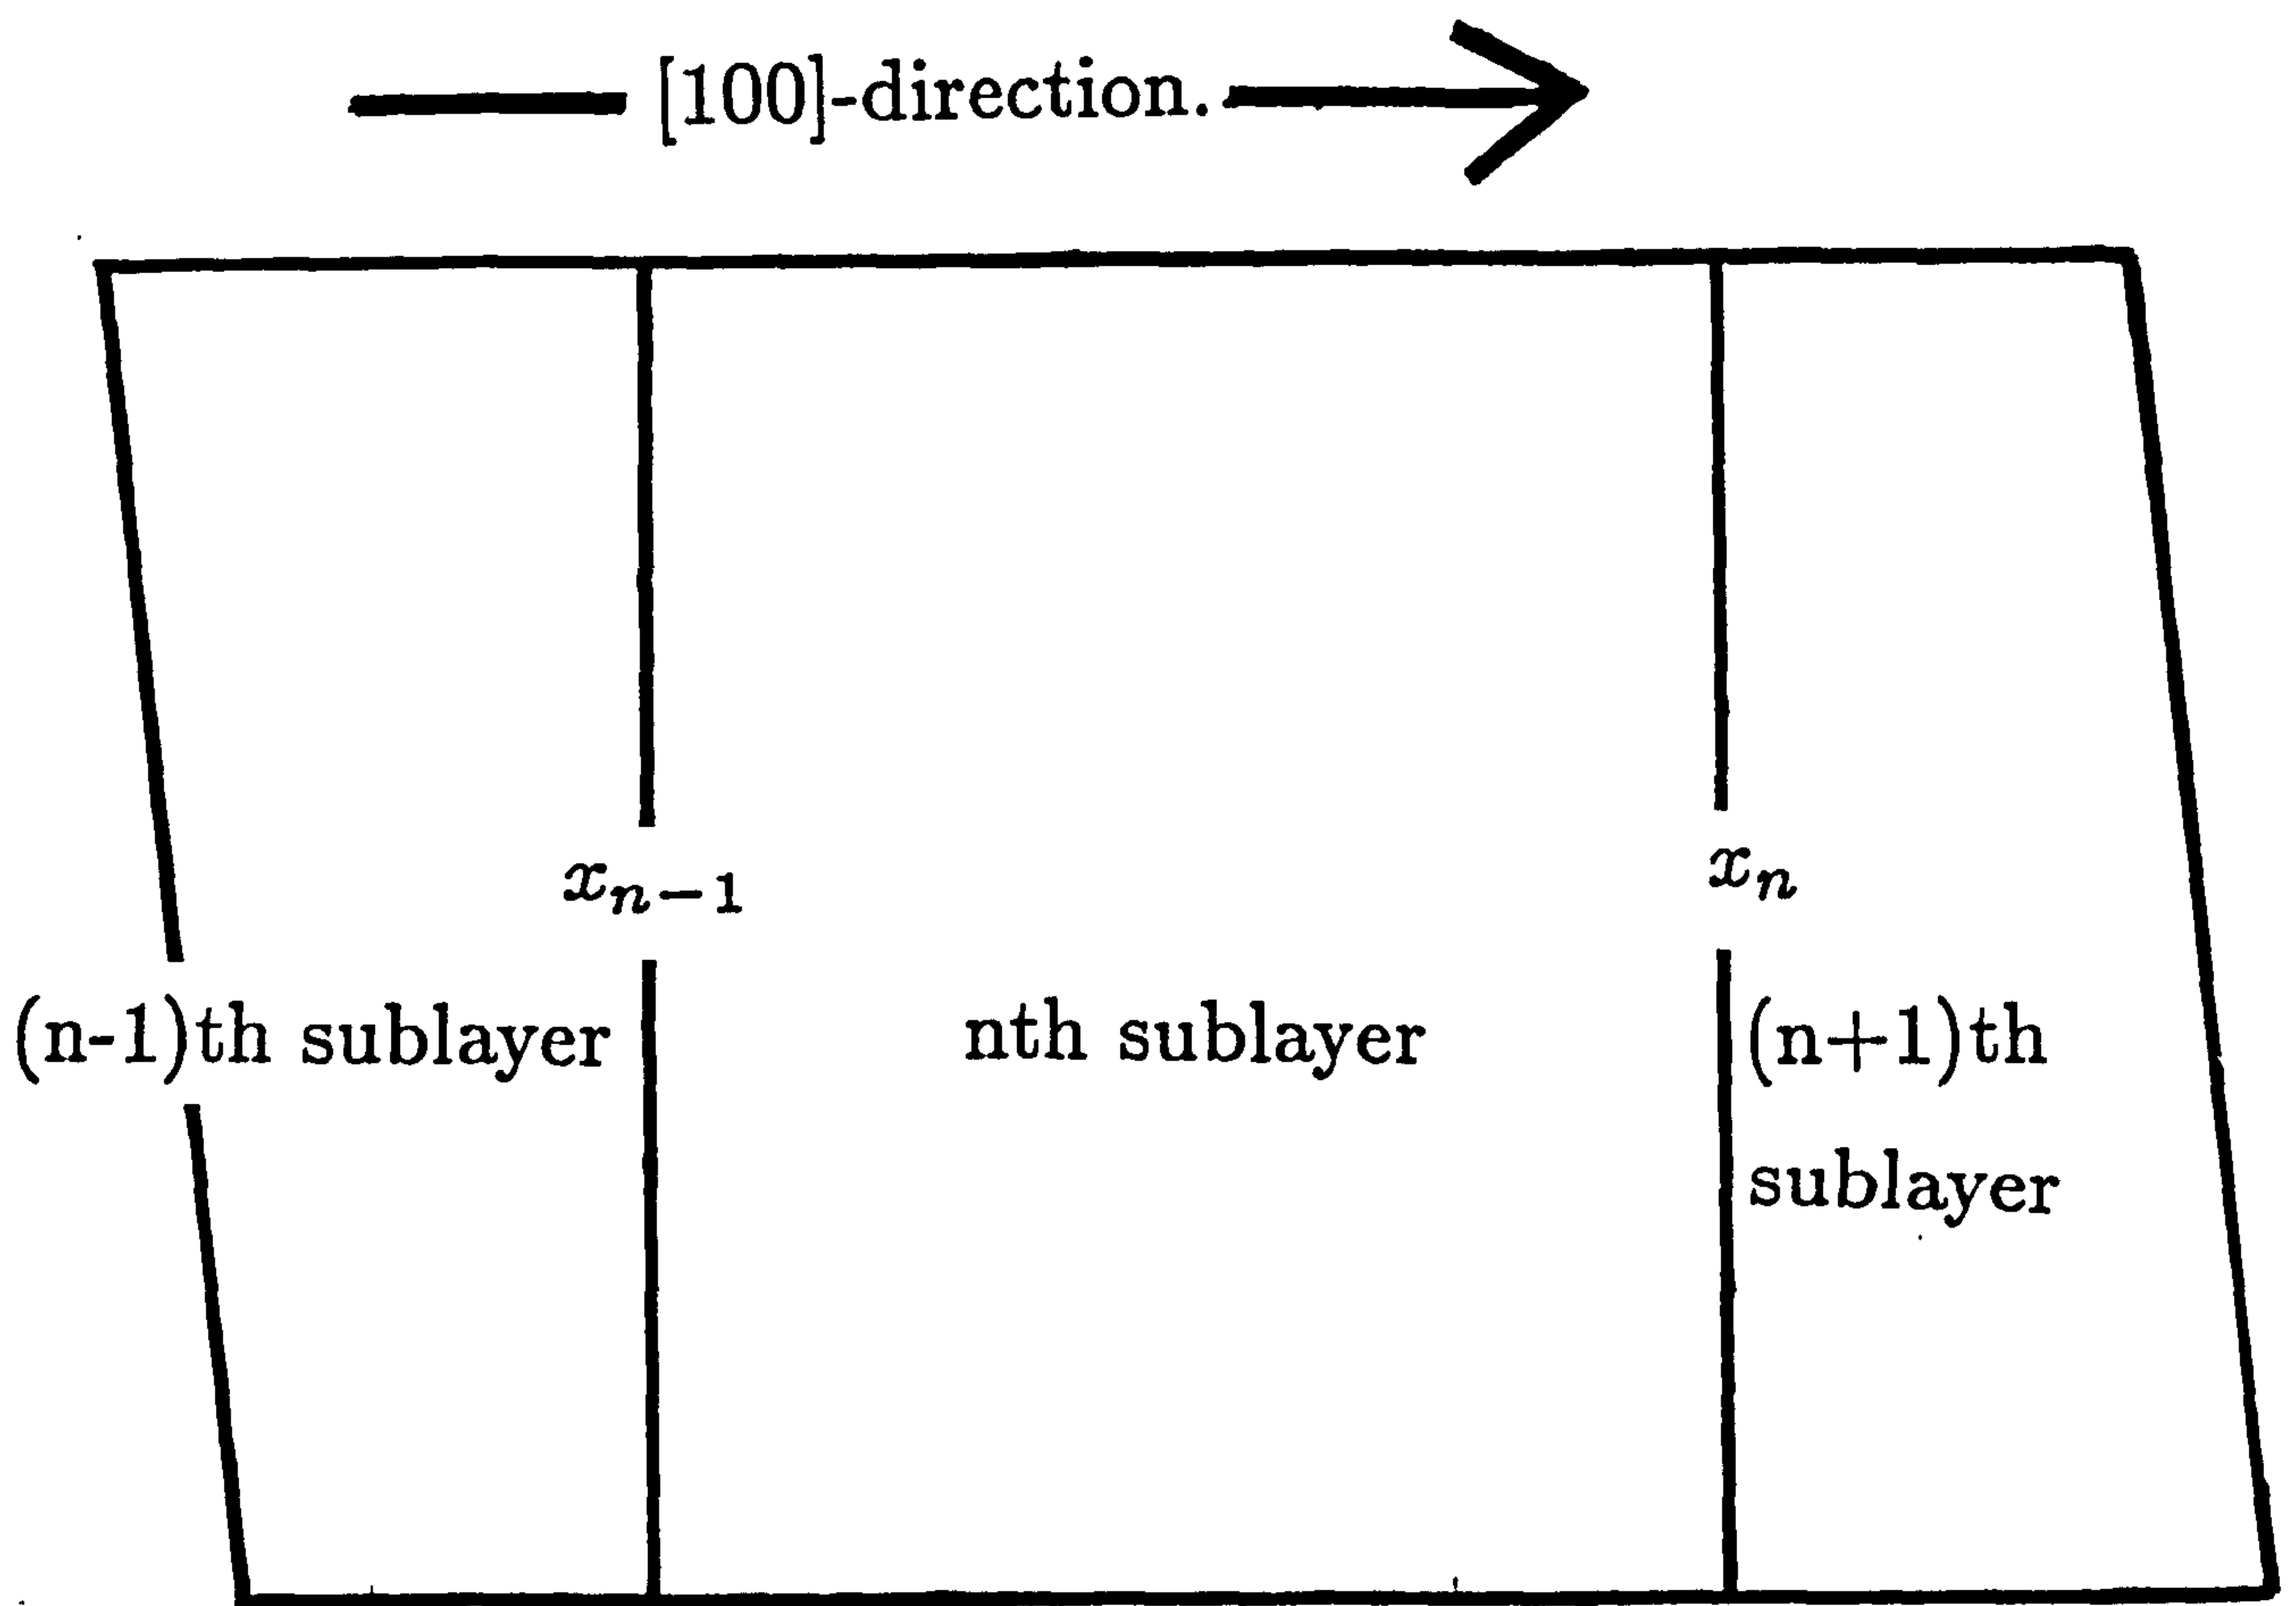 [100]-direction.
x_{n-1}
x_n
(n-1)th sublayer
nth sublayer
(n+1)th
sublayer